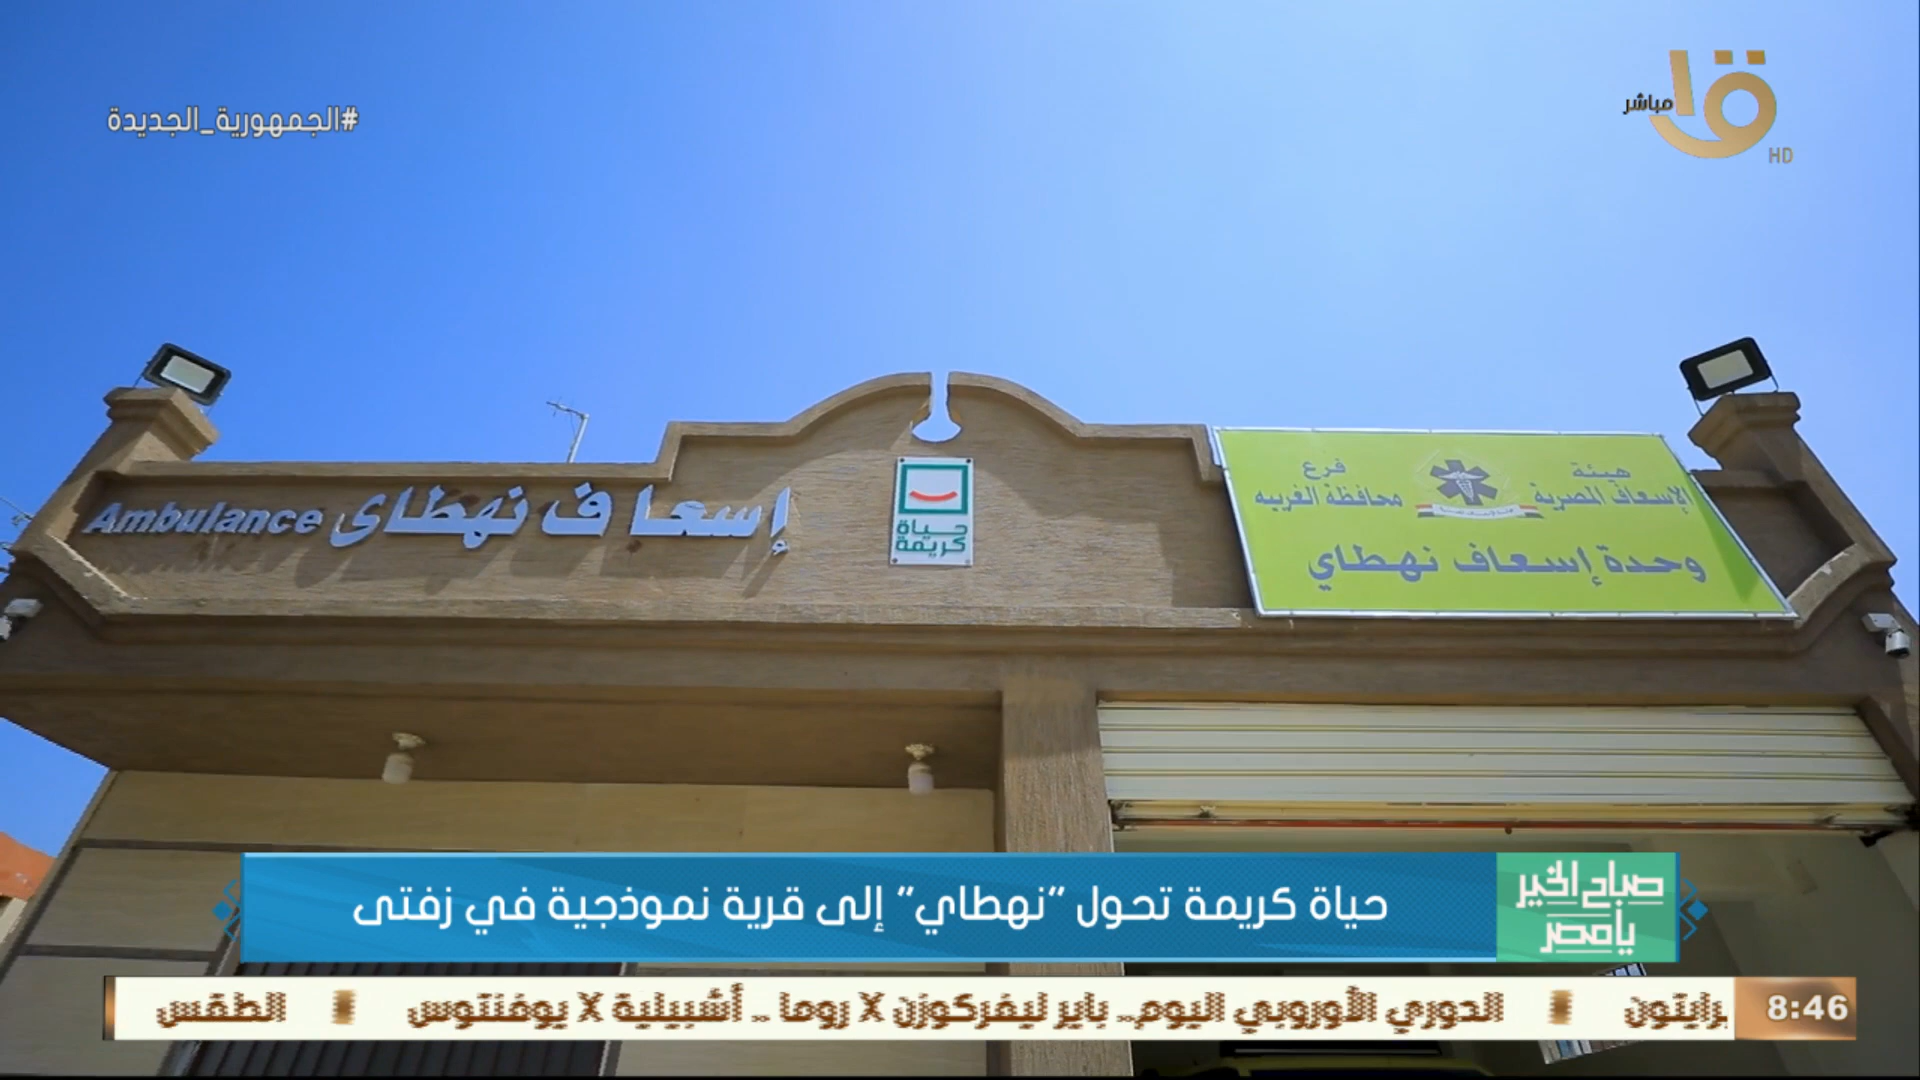 #الجمهورية_الجديدة
مباشر
HD
إسعاف نهطاى Ambulance
حياة
كريمة
هيئة
الإسعاف المصرية
فرع
محافظة الغربيه
وحدة إسعاف نهطاي
حياة كريمة تحول “نهطاي” إلى قرية نموذجية في زفتى
صباح الخير
يا مصر
برايتون
الدوري الأوروبي اليوم.. باير ليفركوزن X روما .. أشبيلية X يوفنتوس
الطقس
8:46